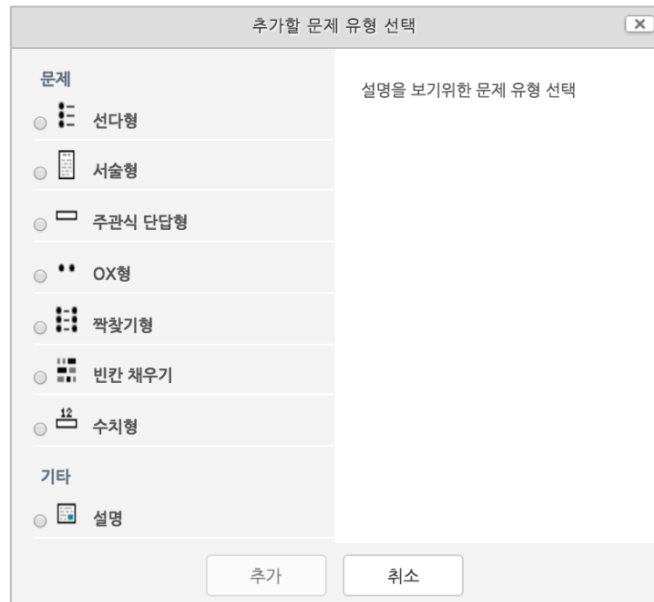 추가할 문제 유형 선택
문제
설명을 보기위한 문제 유형 선택
선다형
서술형
주관식 단답형
OX형
짝찾기형
빈칸 채우기
12
수치형
기타
설명
추가
취소